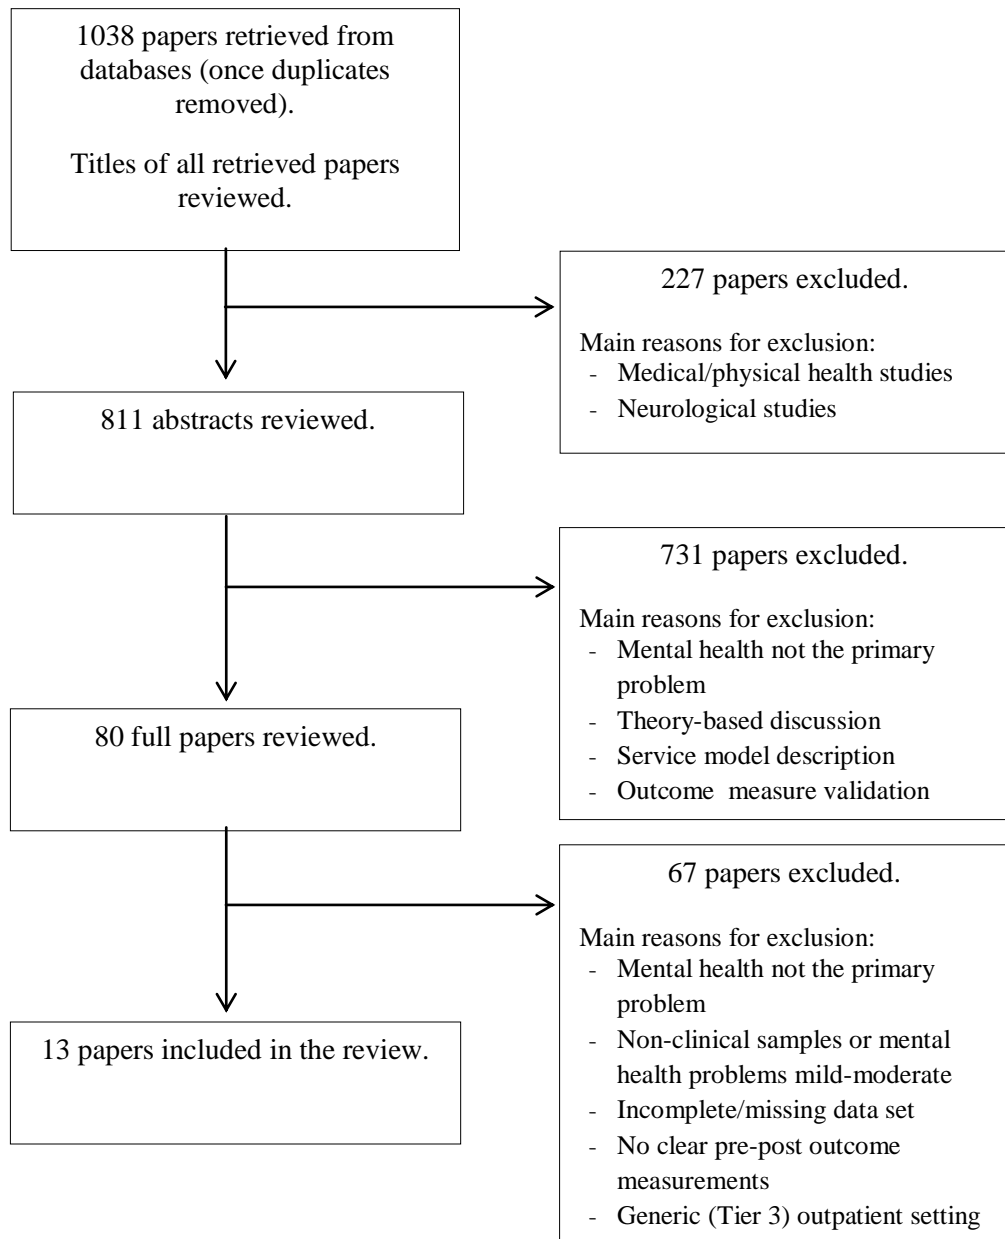 1038 papers retrieved from
databases (once duplicates
removed).
Titles of all retrieved papers
reviewed.
227 papers excluded.
Main reasons for exclusion:
- Medical/physical health studies
- Neurological studies
811 abstracts reviewed.
731 papers excluded.
Main reasons for exclusion:
- Mental health not the primary
problem
- Theory-based discussion
- Service model description
- Outcome measure validation
80 full papers reviewed.
67 papers excluded.
Main reasons for exclusion:
- Mental health not the primary
problem
- Non-clinical samples or mental
health problems mild-moderate
- Incomplete/missing data set
- No clear pre-post outcome
measurements
- Generic (Tier 3) outpatient setting
13 papers included in the review.